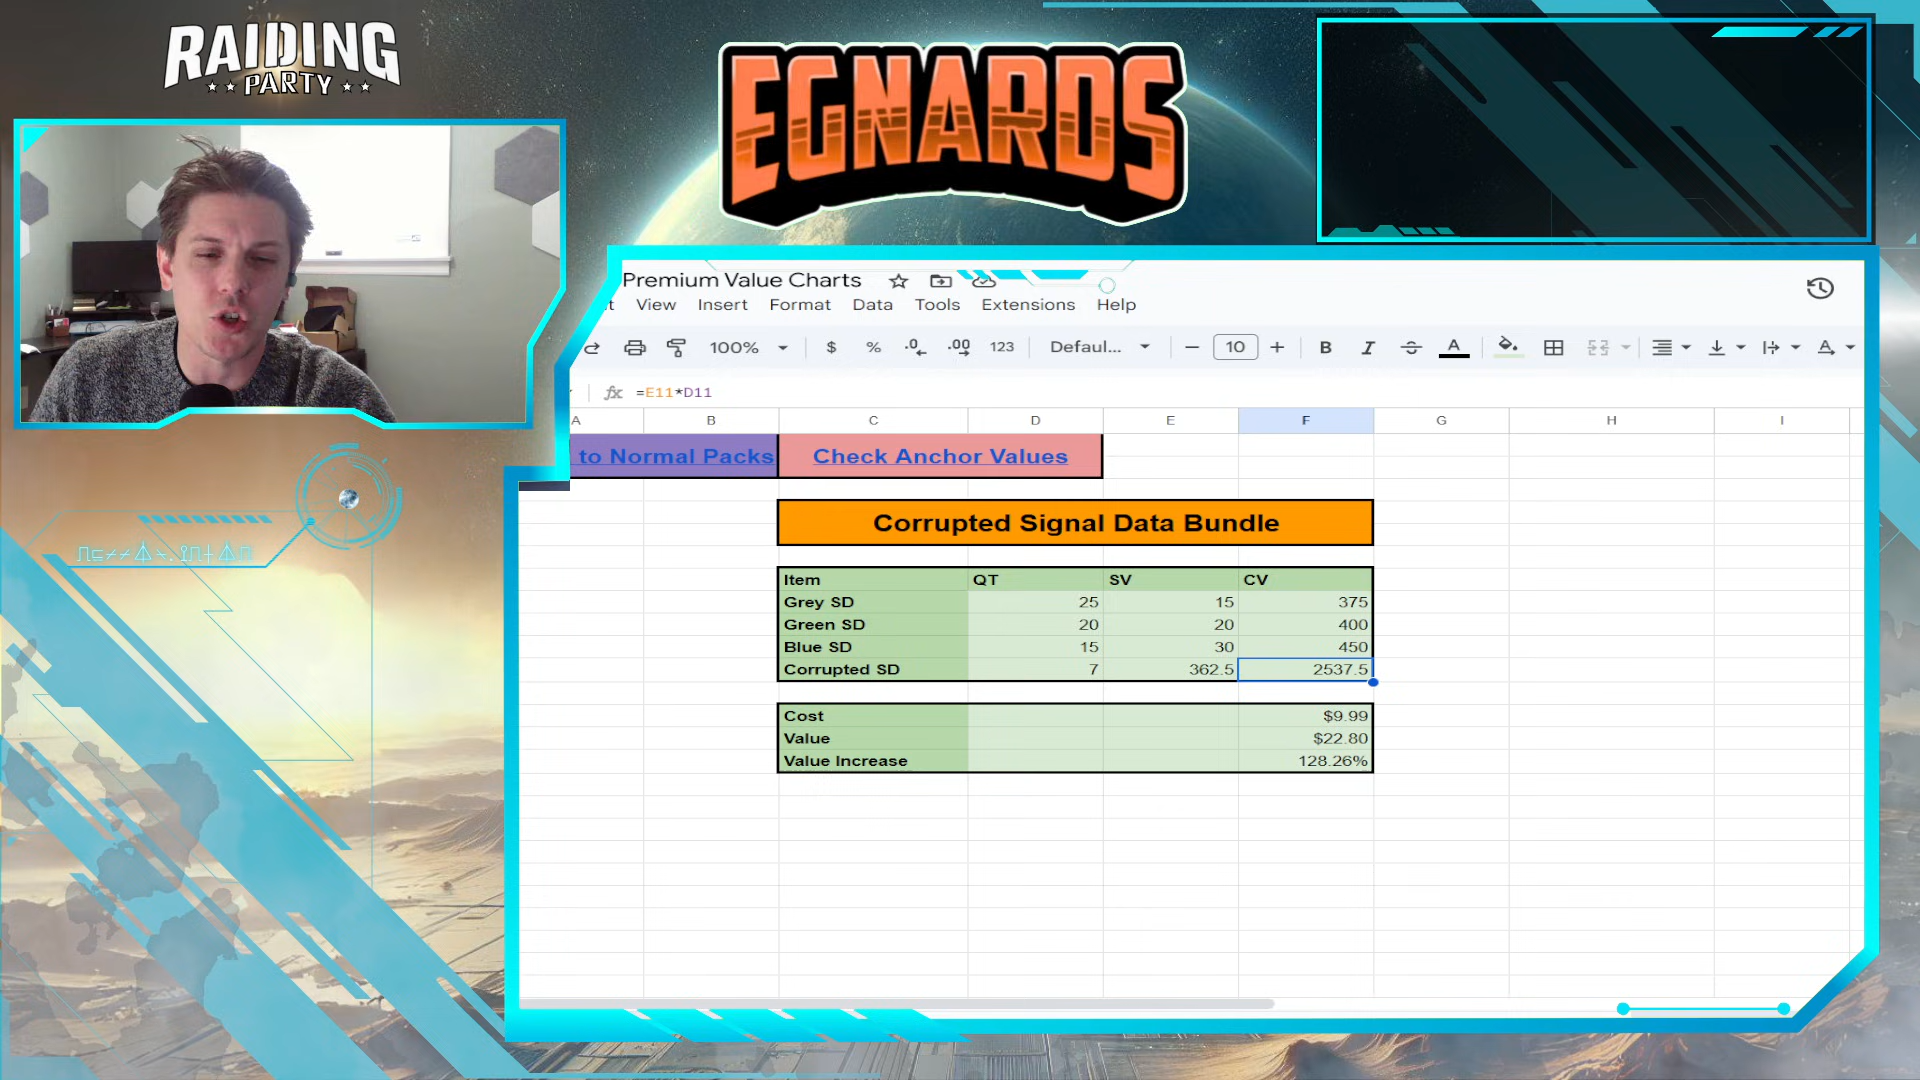 RAIDING
PARTY
EGNARDS
Premium Value Charts
View Insert Format Data Tools Extensions Help
100% $ % .0 .00 123 Defaul... 10 B I A
fx =E11*D11
A B C D E F G H I
to Normal Packs Check Anchor Values
Corrupted Signal Data Bundle
Item QT SV CV
Grey SD 25 15 375
Green SD 20 20 400
Blue SD 15 30 450
Corrupted SD 7 362.5 2537.5
Cost $9.99
Value $22.80
Value Increase 128.26%